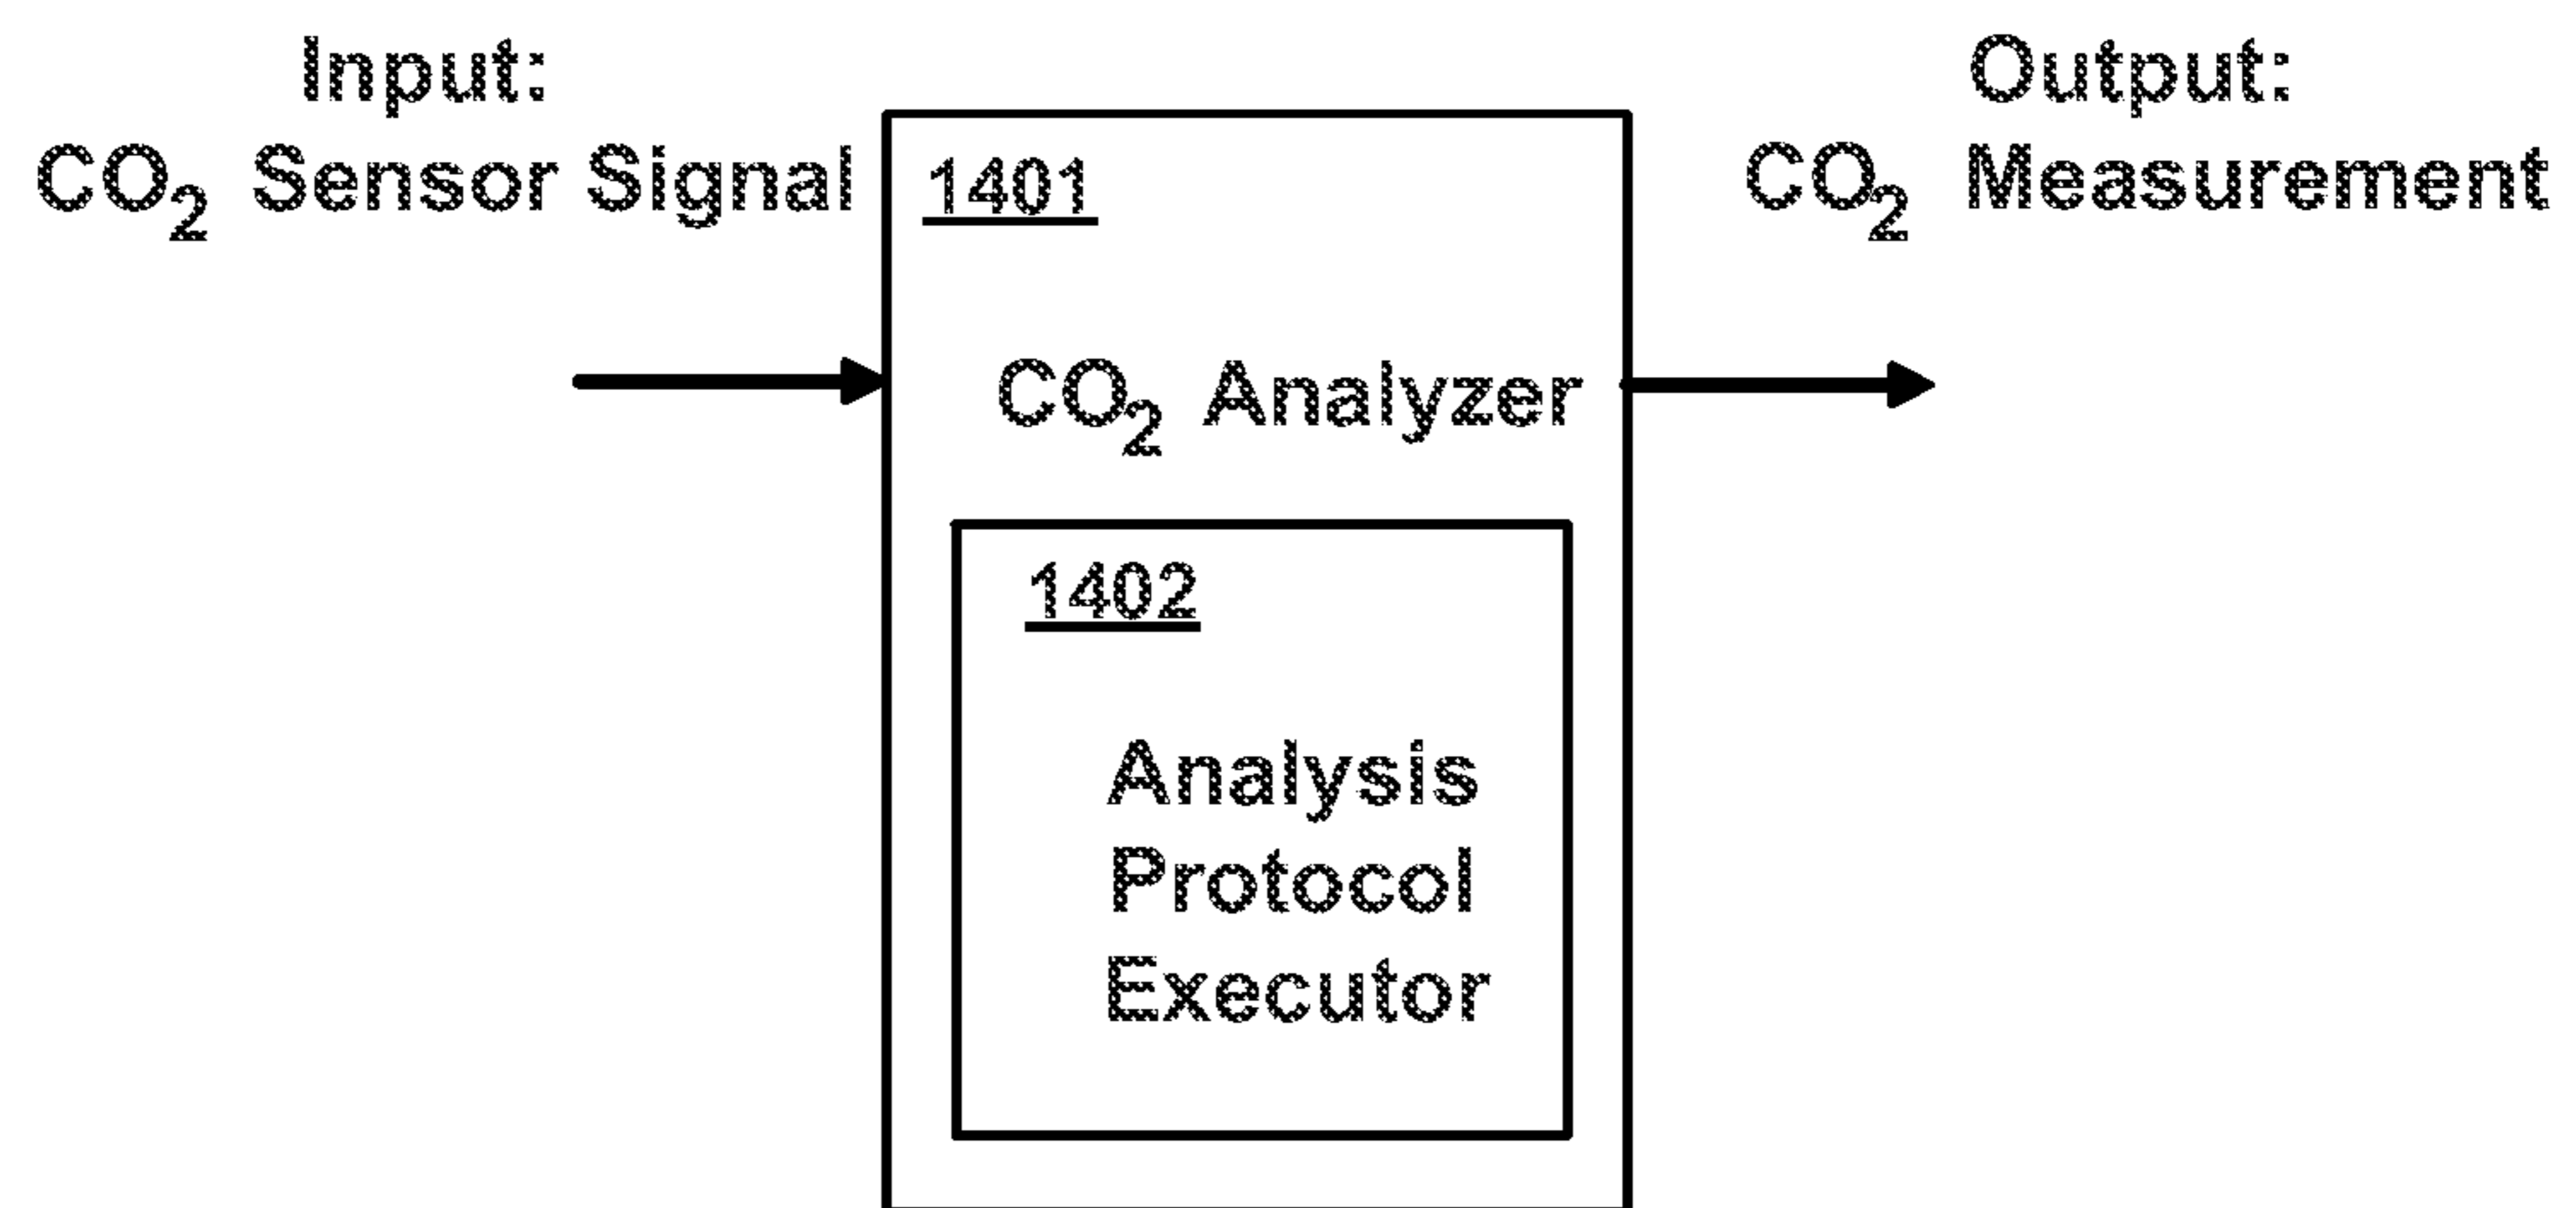 Input:
CO₂ Sensor Signal
1401
CO₂ Analyzer
1402
Analysis
Protocol
Executor
Output:
CO₂ Measurement